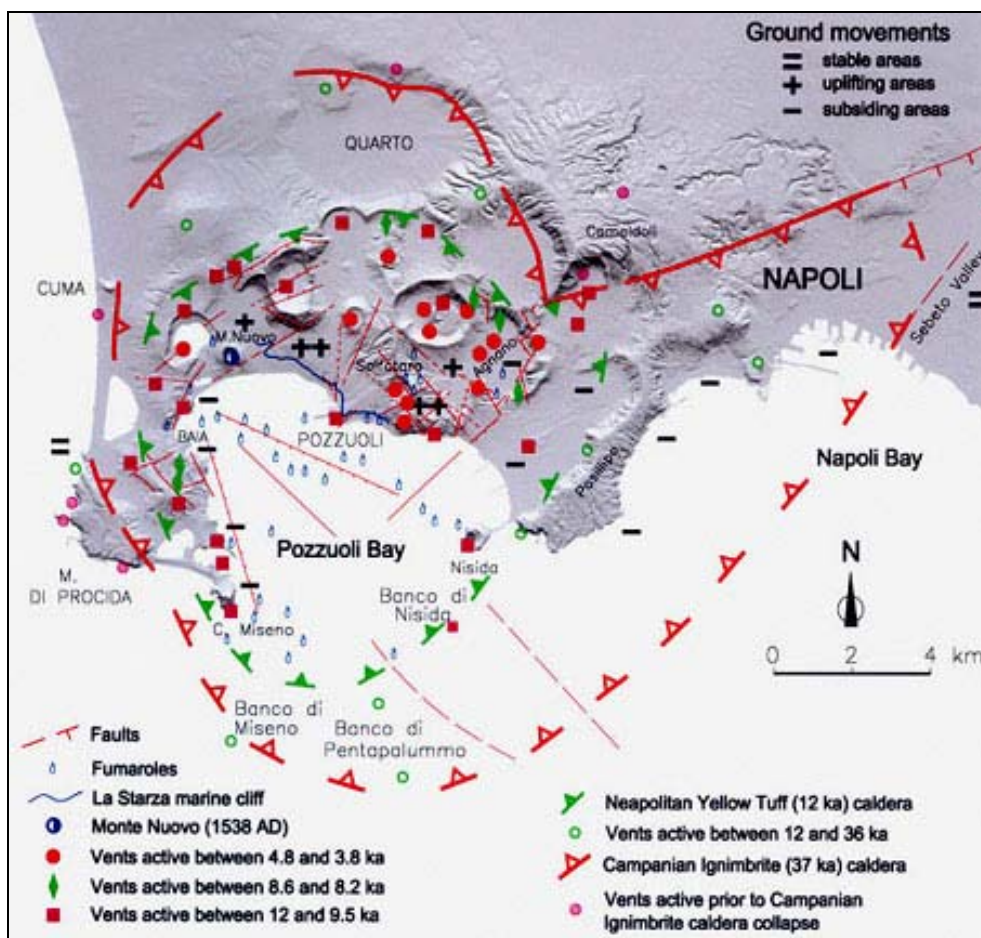 Ground movements
stable areas
uplifting areas
subsiding areas
QUARTO
Camaldoli
NAPOLI
CUMA
Sebeto Valley
M.Nuovo
Solfatara
Agnano
BAIA
POZZUOLI
Posillipo
Napoli Bay
Pozzuoli Bay
Nisida
N
M.
DI PROCIDA
Banco di
Nisida
C. Miseno
0 2 4 km
Banco di
Miseno
Banco di
Pentapalummo
Faults
Fumaroles
La Starza marine cliff
Monte Nuovo (1538 AD)
Vents active between 4.8 and 3.8 ka
Vents active between 8.6 and 8.2 ka
Vents active between 12 and 9.5 ka
Neapolitan Yellow Tuff (12 ka) caldera
Vents active between 12 and 36 ka
Campanian Ignimbrite (37 ka) caldera
Vents active prior to Campanian
Ignimbrite caldera collapse